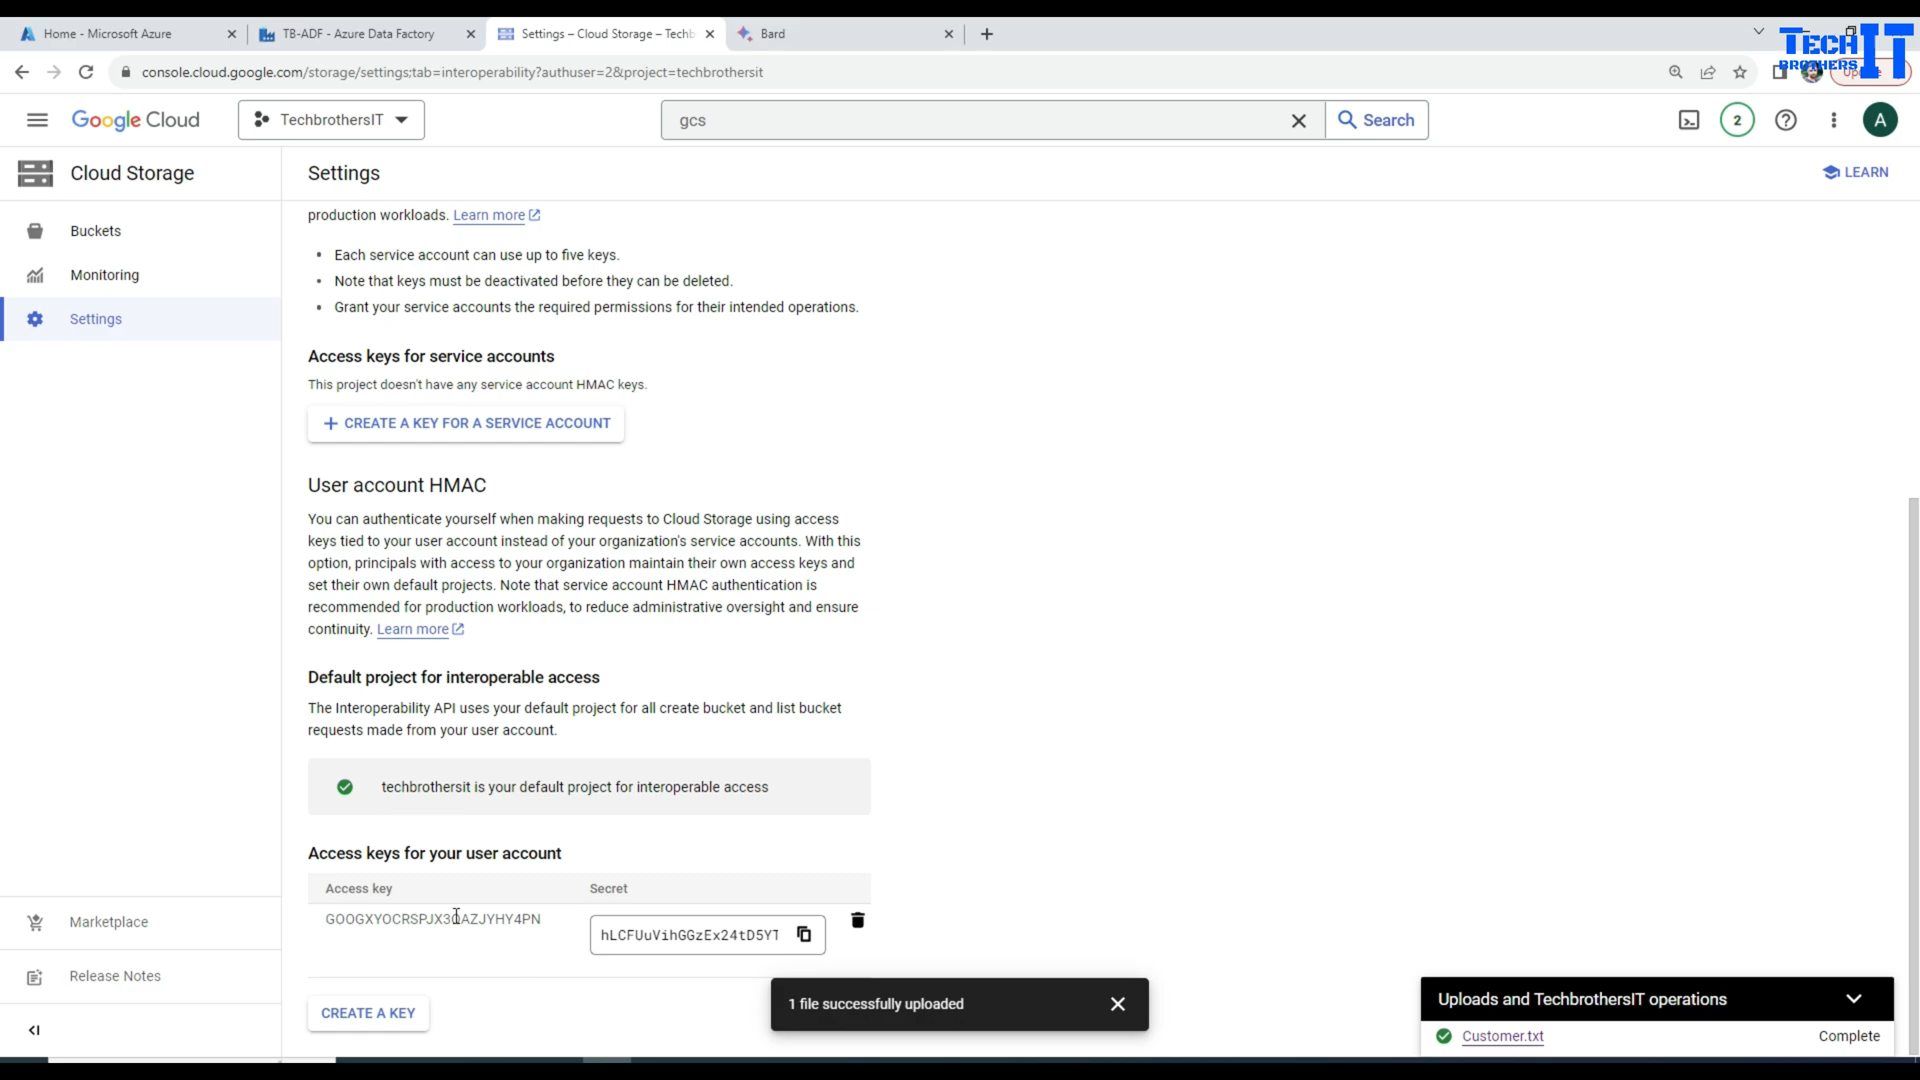 Home - Microsoft Azure
TB-ADF - Azure Data Factory
Settings – Cloud Storage – Techb
Bard
TECH BROTHERS IT
console.cloud.google.com/storage/settings;tab=interoperability?authuser=2&project=techbrothersit
Google Cloud
TechbrothersIT
gcs
Search
2
A
Cloud Storage
Settings
LEARN
Buckets
Monitoring
Settings
production workloads. Learn more
• Each service account can use up to five keys.
• Note that keys must be deactivated before they can be deleted.
• Grant your service accounts the required permissions for their intended operations.
Access keys for service accounts
This project doesn't have any service account HMAC keys.
+ CREATE A KEY FOR A SERVICE ACCOUNT
User account HMAC
You can authenticate yourself when making requests to Cloud Storage using access
keys tied to your user account instead of your organization's service accounts. With this
option, principals with access to your organization maintain their own access keys and
set their own default projects. Note that service account HMAC authentication is
recommended for production workloads, to reduce administrative oversight and ensure
continuity. Learn more
Default project for interoperable access
The Interoperability API uses your default project for all create bucket and list bucket
requests made from your user account.
techbrothersit is your default project for interoperable access
Access keys for your user account
Access key Secret
hLCFUuVihGGzEx24tD5YT
CREATE A KEY
Marketplace
Release Notes
1 file successfully uploaded
Uploads and TechbrothersIT operations
Customer.txt Complete